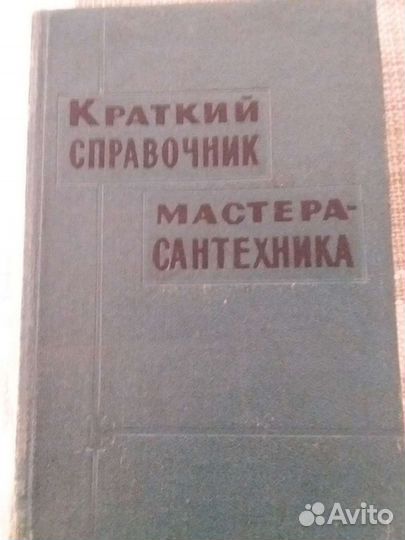 Краткий
справочник
мастера-
сантехника
Avito